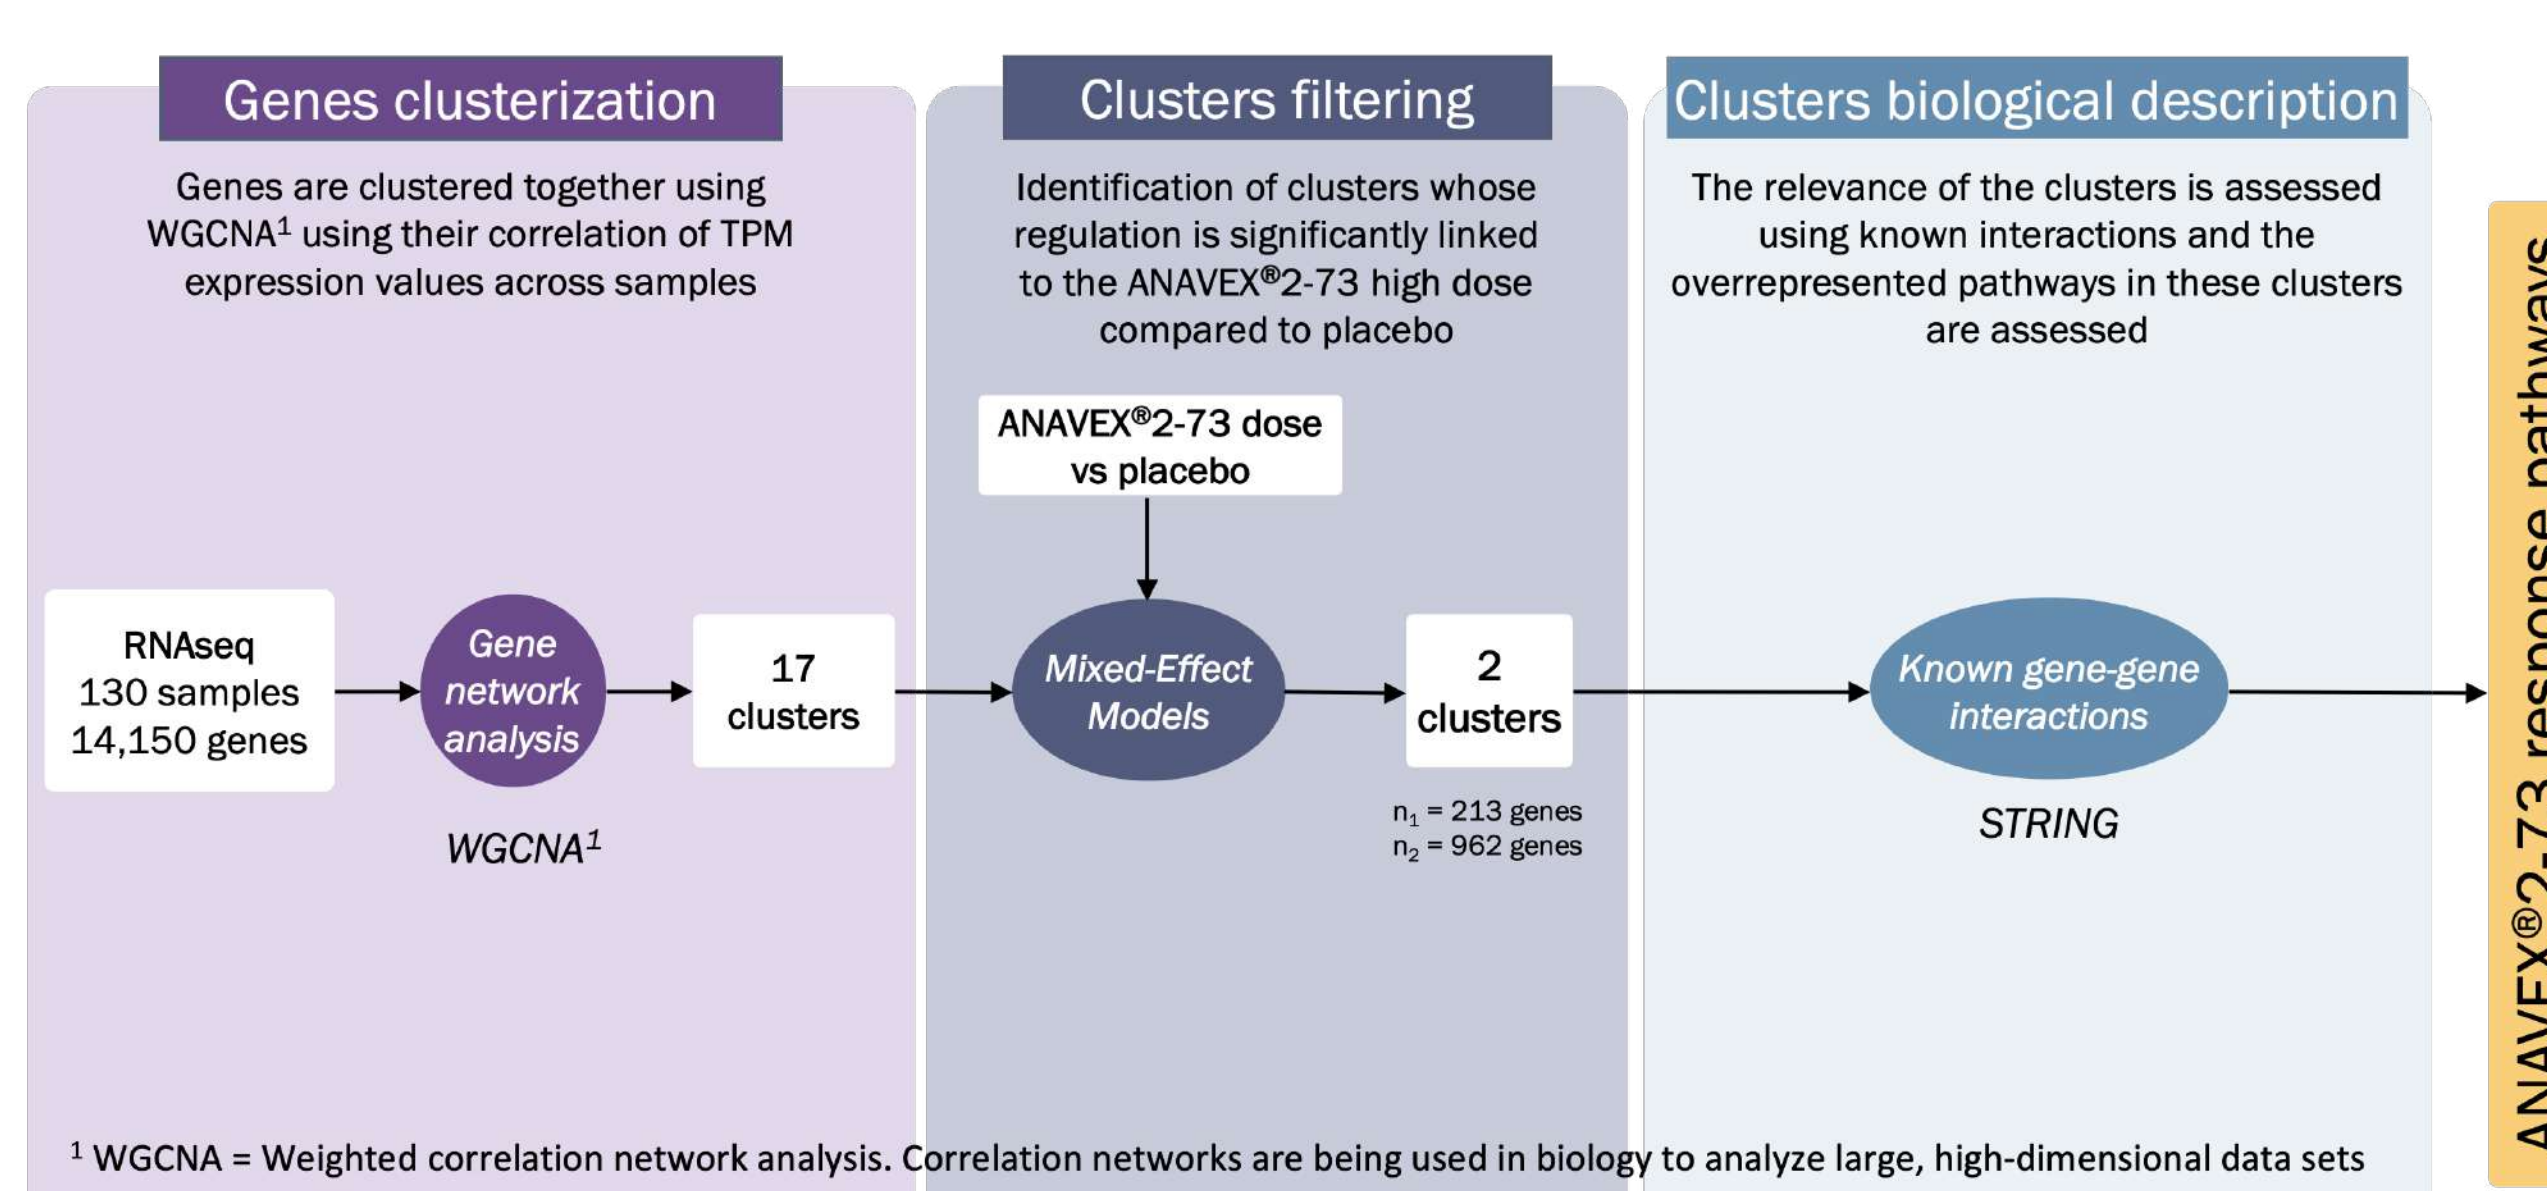 Genes clusterization
Genes are clustered together using
WGCNA¹ using their correlation of TPM
expression values across samples
RNAseq
130 samples
14,150 genes
Gene
network
analysis
WGCNA¹
17
clusters
Clusters filtering
Identification of clusters whose
regulation is significantly linked
to the ANAVEX®2-73 high dose
compared to placebo
ANAVEX®2-73 dose
vs placebo
Mixed-Effect
Models
2
clusters
n₁ = 213 genes
n₂ = 962 genes
Clusters biological description
The relevance of the clusters is assessed
using known interactions and the
overrepresented pathways in these clusters
are assessed
Known gene-gene
interactions
STRING
ANAVEX®2-73 response pathways
¹ WGCNA = Weighted correlation network analysis. Correlation networks are being used in biology to analyze large, high-dimensional data sets